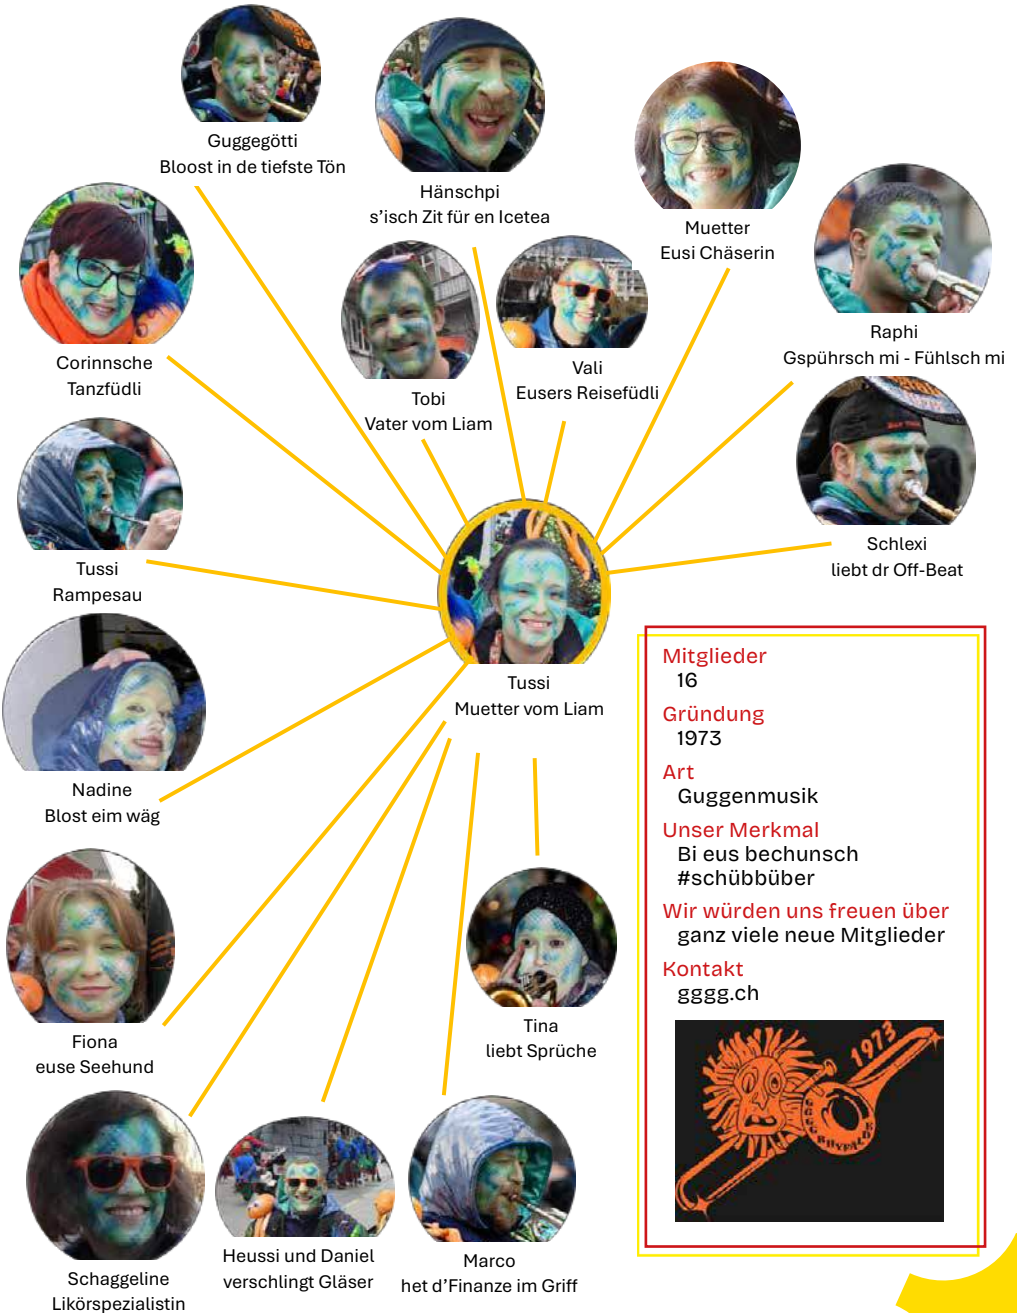 Guggegötti
Bloost in de tiefste Tön
Hänschpi
s'isch Zit für en Icetea
Muetter
Eusi Chäserin
Raphi
Gspührsch mi - Fühlsch mi
Corinnsche
Tanzfüdli
Tobi
Vater vom Liam
Vali
Eusers Reisefüdli
Schlexi
liebt dr Off-Beat
Tussi
Rampesau
Tussi
Muetter vom Liam
Nadine
Blost eim wäg
Fiona
euse Seehund
Tina
liebt Sprüche
Schaggeline
Likörspezialistin
Heussi und Daniel
verschlingt Gläser
Marco
het d'Finanze im Griff
Mitglieder
16
Gründung
1973
Art
Guggenmusik
Unser Merkmal
Bi eus bechunsch
#schübbüber
Wir würden uns freuen über
ganz viele neue Mitglieder
Kontakt
gggg.ch
1973
GGGG